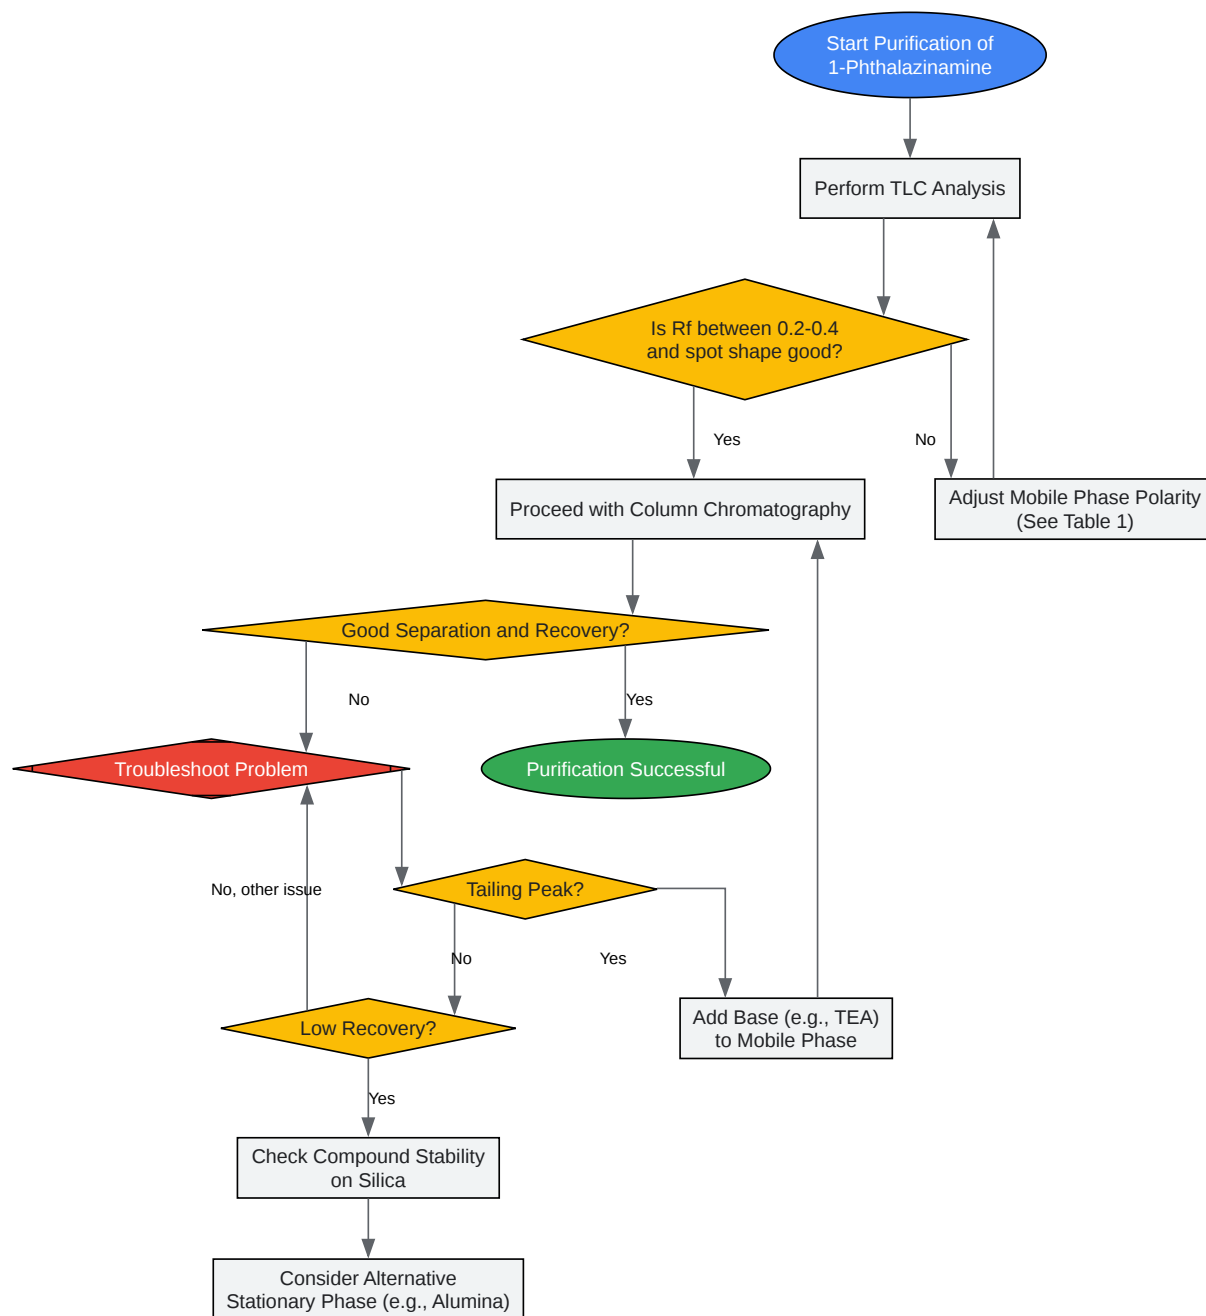 Start Purification of
1-Phthalazinamine
Perform TLC Analysis
Is Rf between 0.2-0.4
and spot shape good?
Yes
No
Proceed with Column Chromatography
Adjust Mobile Phase Polarity
(See Table 1)
Good Separation and Recovery?
No
Yes
Troubleshoot Problem
Purification Successful
No, other issue
Tailing Peak?
No
Yes
Low Recovery?
Add Base (e.g., TEA)
to Mobile Phase
Yes
Check Compound Stability
on Silica
Consider Alternative
Stationary Phase (e.g., Alumina)